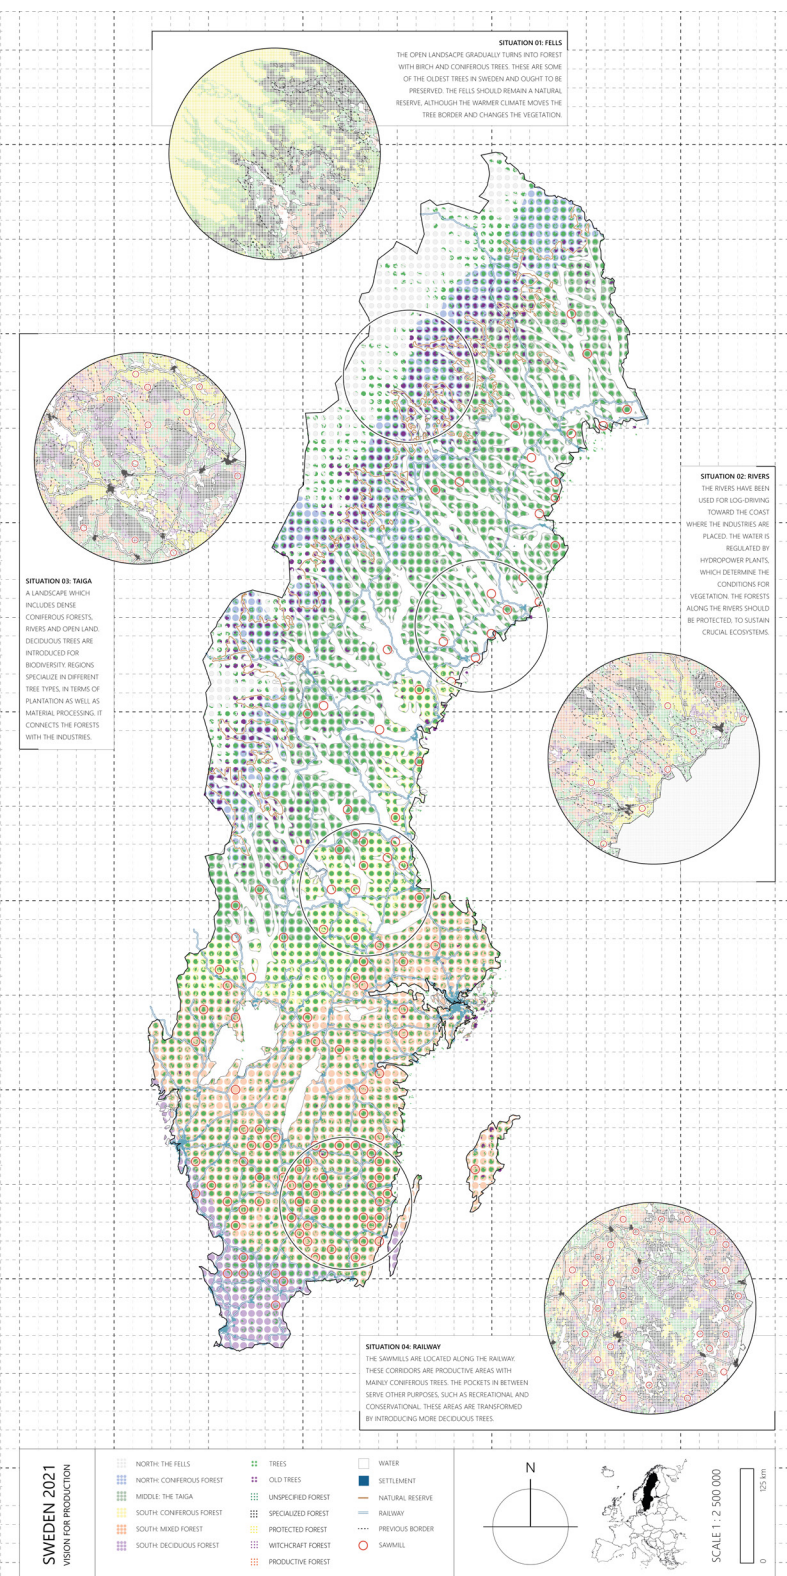 SITUATION 01: FELLS
THE OPEN LANDSACPE GRADUALLY TURNS INTO FOREST
WITH BIRCH AND CONIFEROUS TREES. THESE ARE SOME
OF THE OLDEST TREES IN SWEDEN AND OUGHT TO BE
PRESERVED. THE FELLS SHOULD REMAIN A NATURAL
RESERVE, ALTHOUGH THE WARMER CLIMATE MOVES THE
TREE BORDER AND CHANGES THE VEGETATION.
SITUATION 02: RIVERS
THE RIVERS HAVE BEEN
USED FOR LOG-DRIVING
TOWARD THE COAST
WHERE THE INDUSTRIES ARE
PLACED. THE WATER IS
REGULATED BY
HYDROPOWER PLANTS,
WHICH DETERMINE THE
CONDITIONS FOR
VEGETATION. THE FORESTS
ALONG THE RIVERS SHOULD
BE PROTECTED, TO SUSTAIN
CRUCIAL ECOSYSTEMS.
SITUATION 03: TAIGA
A LANDSCAPE WHICH
INCLUDES DENSE
CONIFEROUS FORESTS,
RIVERS AND OPEN LAND.
DECIDUOUS TREES ARE
INTRODUCED FOR
BIODIVERSITY. REGIONS
SPECIALIZE IN DIFFERENT
TREE TYPES, IN TERMS OF
PLANTATION AS WELL AS
MATERIAL PROCESSING. IT
CONNECTS THE FORESTS
WITH THE INDUSTRIES.
SITUATION 04: RAILWAY
THE SAWMILLS ARE LOCATED ALONG THE RAILWAY.
THESE CORRIDORS ARE PRODUCTIVE AREAS WITH
MAINLY CONIFEROUS TREES. THE POCKETS IN BETWEEN
SERVE OTHER PURPOSES, SUCH AS RECREATIONAL AND
CONSERVATIONAL. THESE AREAS ARE TRANSFORMED
BY INTRODUCING MORE DECIDUOUS TREES.
SWEDEN 2021
VISION FOR PRODUCTION
NORTH: THE FELLS
NORTH: CONIFEROUS FOREST
MIDDLE: THE TAIGA
SOUTH: CONIFEROUS FOREST
SOUTH: MIXED FOREST
SOUTH: DECIDUOUS FOREST
TREES
OLD TREES
UNSPECIFIED FOREST
SPECIALIZED FOREST
PROTECTED FOREST
WITCHCRAFT FOREST
PRODUCTIVE FOREST
WATER
SETTLEMENT
NATURAL RESERVE
RAILWAY
PREVIOUS BORDER
SAWMILL
N
SCALE 1 : 2 500 000
0
125 km